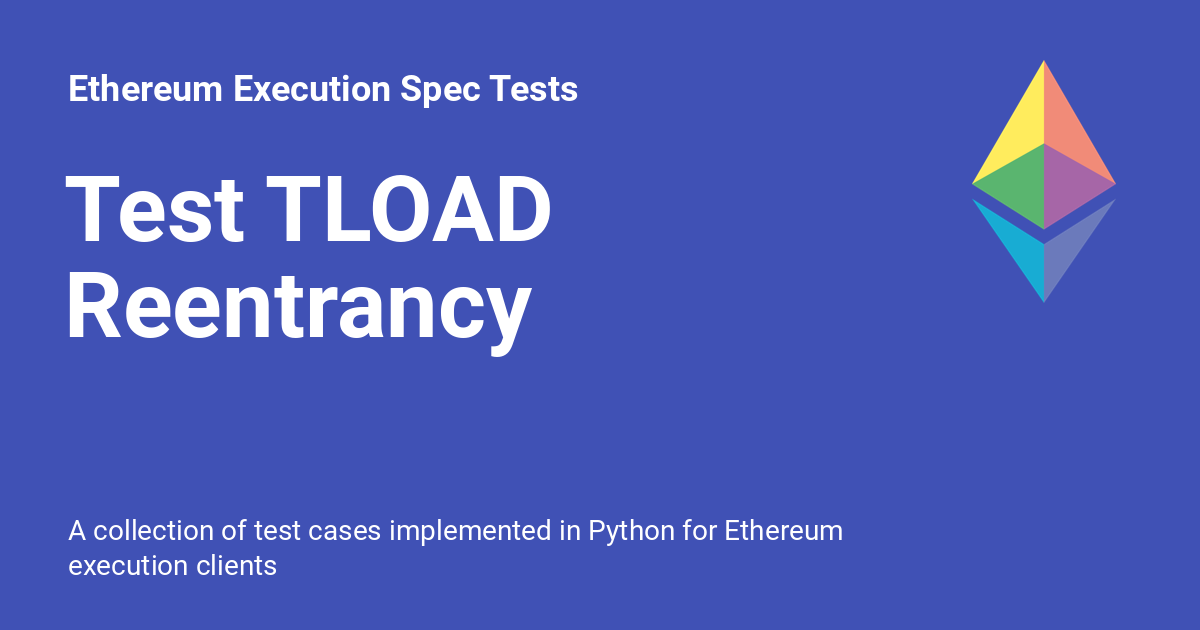 Ethereum Execution Spec Tests
Test TLOAD
Reentrancy
A collection of test cases implemented in Python for Ethereum
execution clients